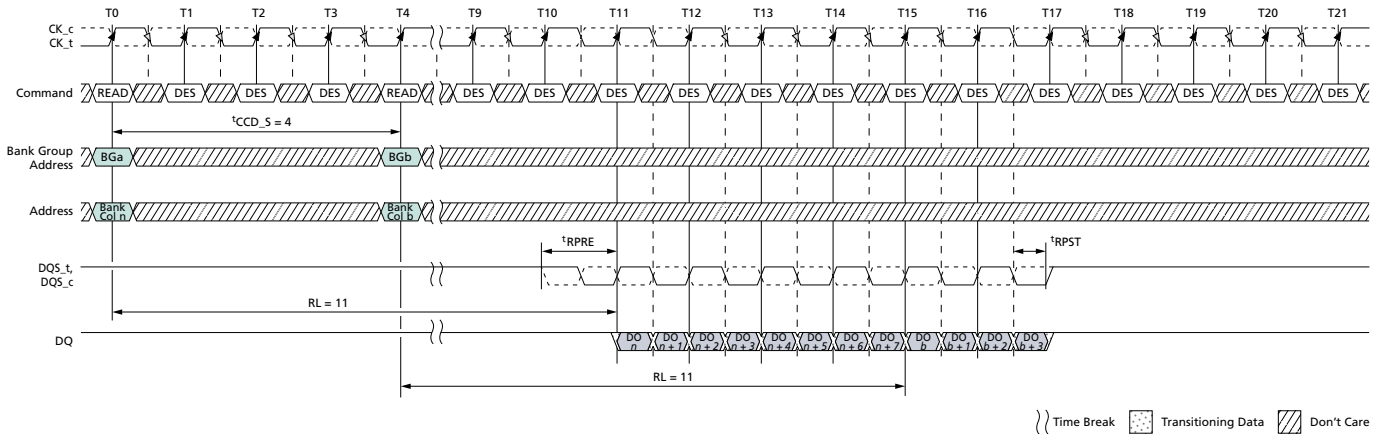 T0 T1 T2 T3 T4 T9 T10 T11 T12 T13 T14 T15 T16 T17 T18 T19 T20 T21
CK_c
CK_t
Command READ DES DES DES READ DES DES DES DES DES DES DES DES DES DES DES DES DES
tCCD_S = 4
Bank Group
Address
BGa BGb
Address
Bank
Col n
Bank
Col b
tRPRE tRPST
DQS_t,
DQS_c
RL = 11
DQ
DO
n
DO
n + 1
DO
n + 2
DO
n + 3
DO
n + 4
DO
n + 5
DO
n + 6
DO
n + 7
DO
b
DO
b + 1
DO
b + 2
DO
b + 3
RL = 11
Time Break Transitioning Data Don't Care